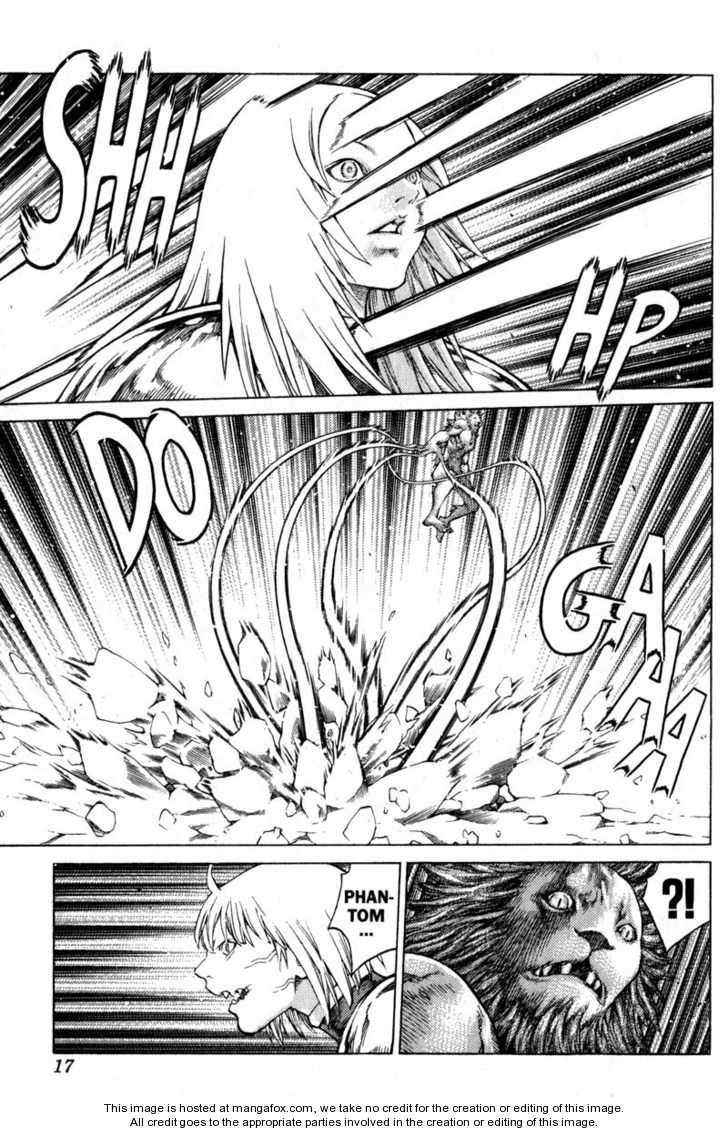 SHH
HP
DO
GAAAA
?!
PHAN-
TOM
...
17
This image is hosted at mangafox.com, we take no credit for the creation or editing of this image.
All credit goes to the appropriate parties involved in the creation or editing of this image.